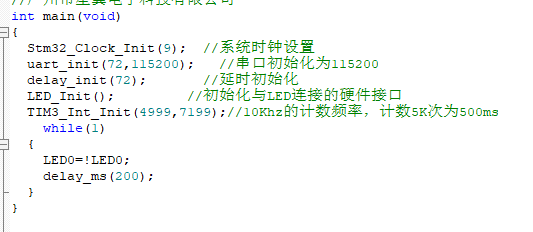 int main(void)
{
Stm32_Clock_Init(9); //系统时钟设置
uart_init(72,115200); //串口初始化为115200
delay_init(72); //延时初始化
LED_Init(); //初始化与LED连接的硬件接口
TIM3_Int_Init(4999,7199);//10Khz的计数频率，计数5K次为500ms
while(1)
{
LED0=!LED0;
delay_ms(200);
}
}